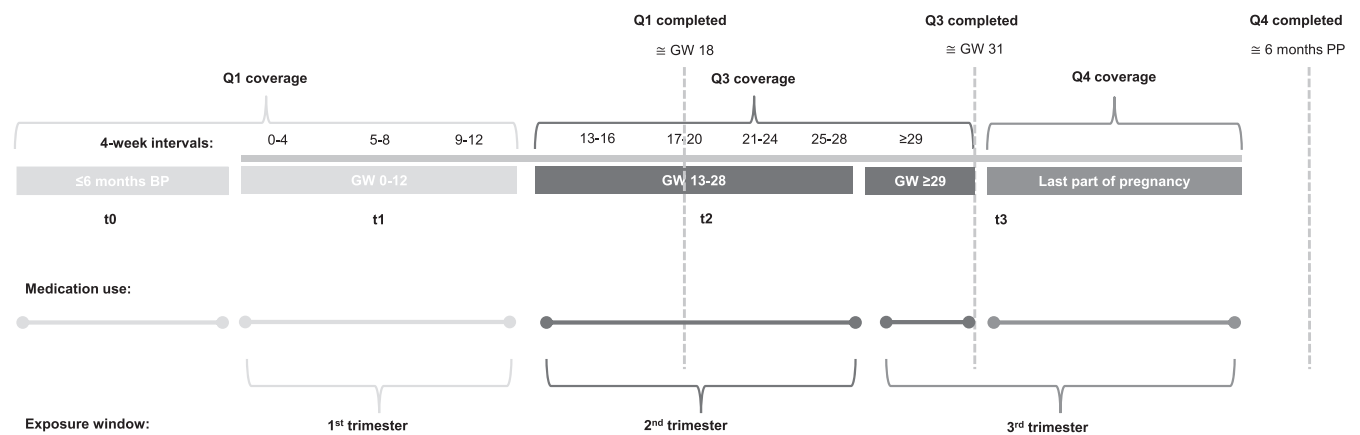 Q1 completed
Q3 completed
Q4 completed
≅ GW 18
≅ GW 31
≅ 6 months PP
Q1 coverage
Q3 coverage
Q4 coverage
4-week intervals:
0-4
5-8
9-12
13-16
17-20
21-24
25-28
≥29
≤6 months BP
GW 0-12
GW 13-28
GW ≥29
Last part of pregnancy
t0
t1
t2
t3
Medication use:
Exposure window:
1st trimester
2nd trimester
3rd trimester